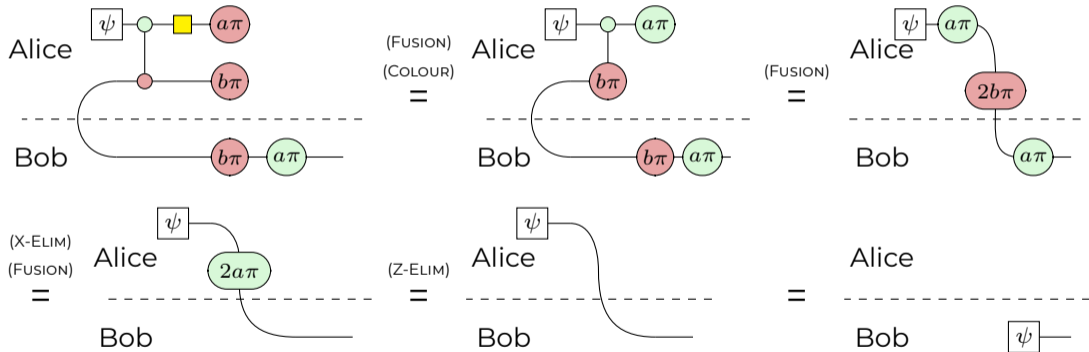 ψ aπ
Alice
bπ
Bob bπ aπ
(FUSION)
(COLOUR)
=
ψ aπ
Alice
bπ
Bob bπ aπ
(FUSION)
=
ψ aπ
Alice
2bπ
Bob aπ
(X-ELIM)
(FUSION)
=
ψ
Alice
2aπ
Bob
(Z-ELIM)
=
ψ
Alice
Bob
=
Alice
Bob ψ